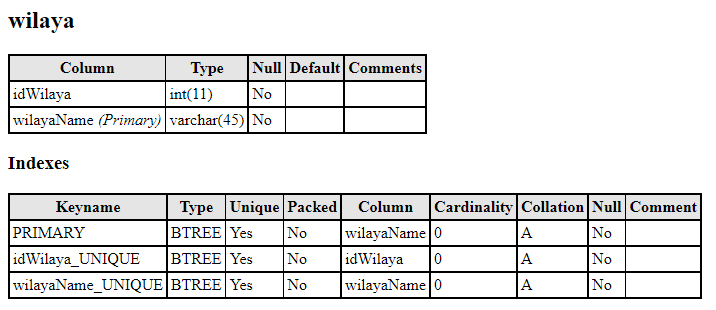 wilaya
Column Type Null Default Comments
idWilaya int(11) No
wilayaName (Primary) varchar(45) No
Indexes
Keyname Type Unique Packed Column Cardinality Collation Null Comment
PRIMARY BTREE Yes No wilayaName 0 A No
idWilaya_UNIQUE BTREE Yes No idWilaya 0 A No
wilayaName_UNIQUE BTREE Yes No wilayaName 0 A No